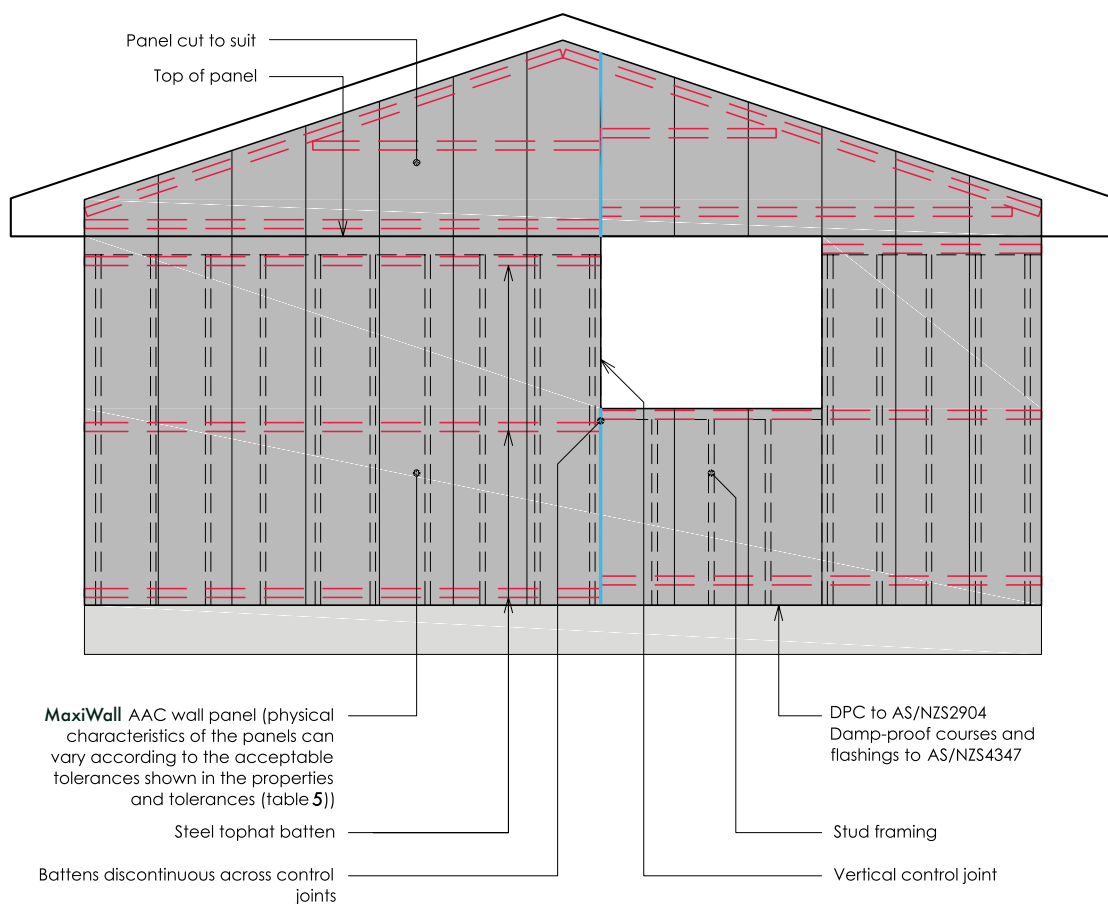 Panel cut to suit
Top of panel
MaxiWall AAC wall panel (physical
characteristics of the panels can
vary according to the acceptable
tolerances shown in the properties
and tolerances (table 5))
Steel tophat batten
Battens discontinuous across control
joints
DPC to AS/NZS2904
Damp-proof courses and
flashings to AS/NZS4347
Stud framing
Vertical control joint